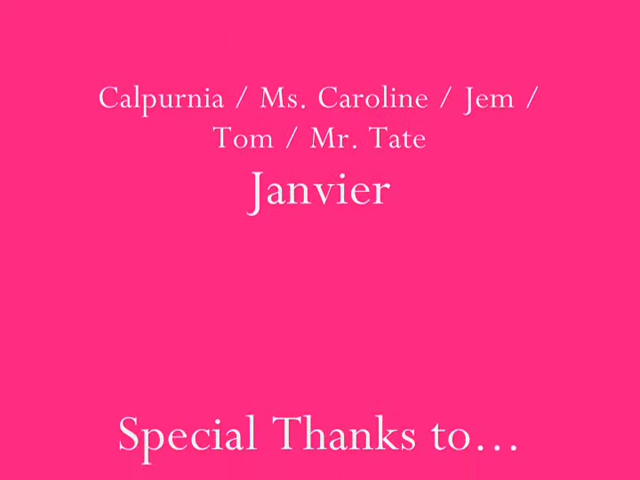 Calpurnia / Ms. Caroline / Jem /
Tom / Mr. Tate
Janvier
Special Thanks to...